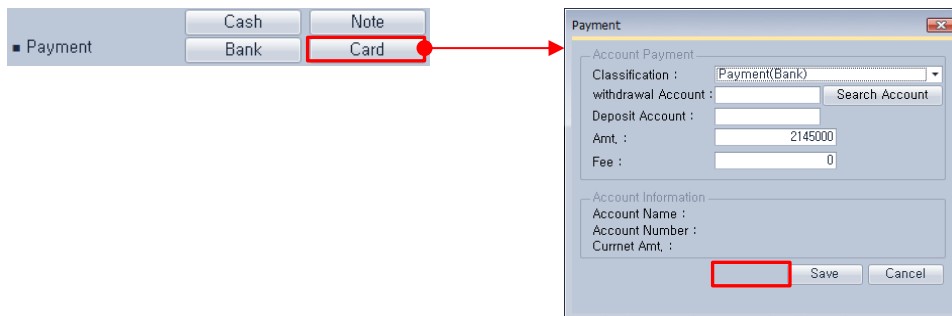 Cash Note
■ Payment Bank Card
Payment
Account Payment
Classification : Payment(Bank)
withdrawal Account : Search Account
Deposit Account :
Amt, : 2145000
Fee : 0
Account Information
Account Name :
Account Number :
Currnet Amt, :
Save Cancel